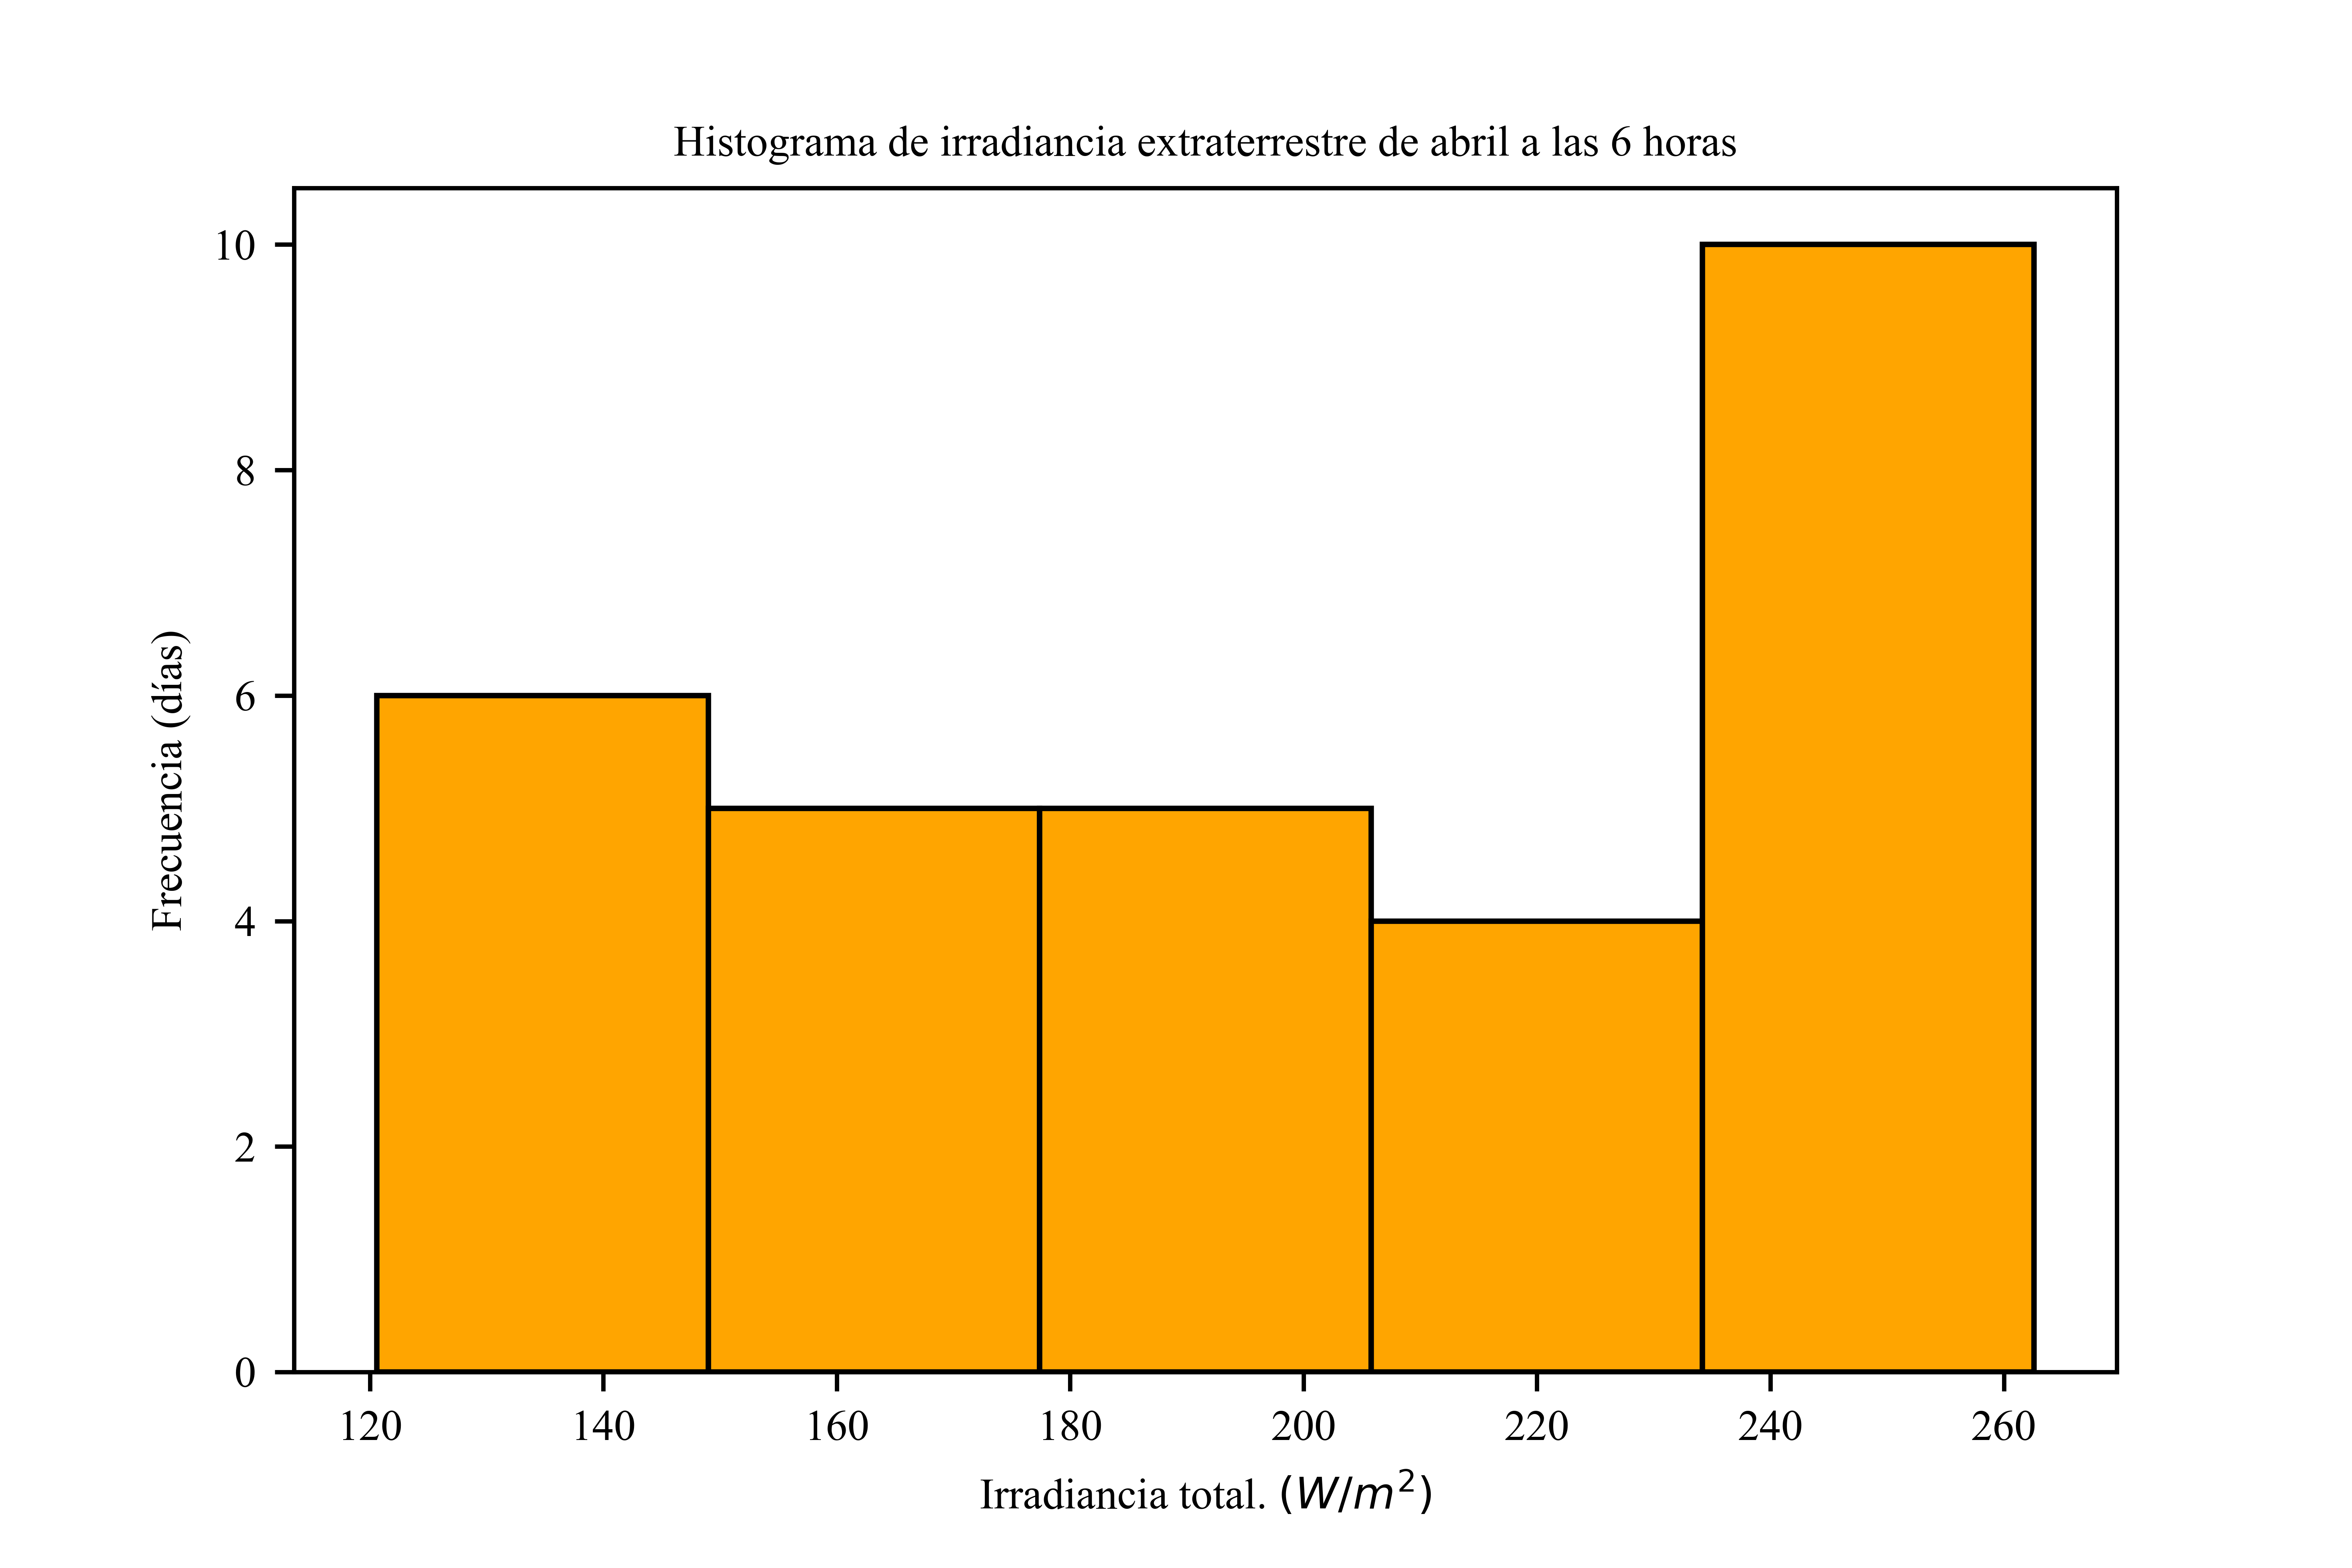 Histograma de irradiancia extraterrestre de abril a las 6 horas
10
8
6
4
2
0
Frecuencia (días)
120 140 160 180 200 220 240 260
Irradiancia total. (W/m²)